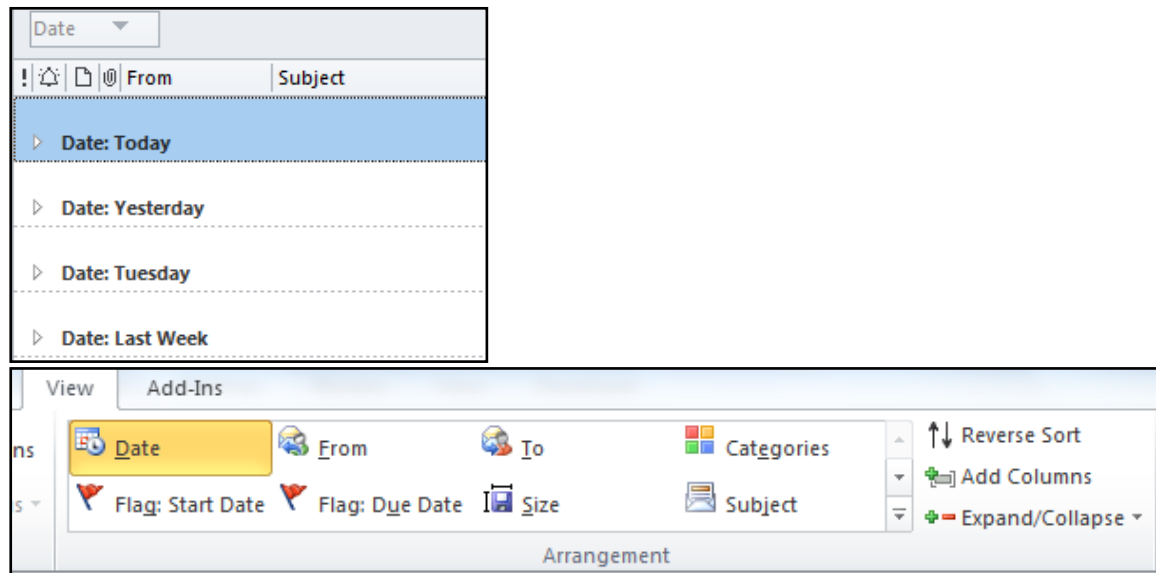 Date
! From Subject
Date: Today
Date: Yesterday
Date: Tuesday
Date: Last Week
View Add-Ins
ns Date From To Categories Reverse Sort
Add Columns
s Flag: Start Date Flag: Due Date Size Subject
Expand/Collapse
Arrangement